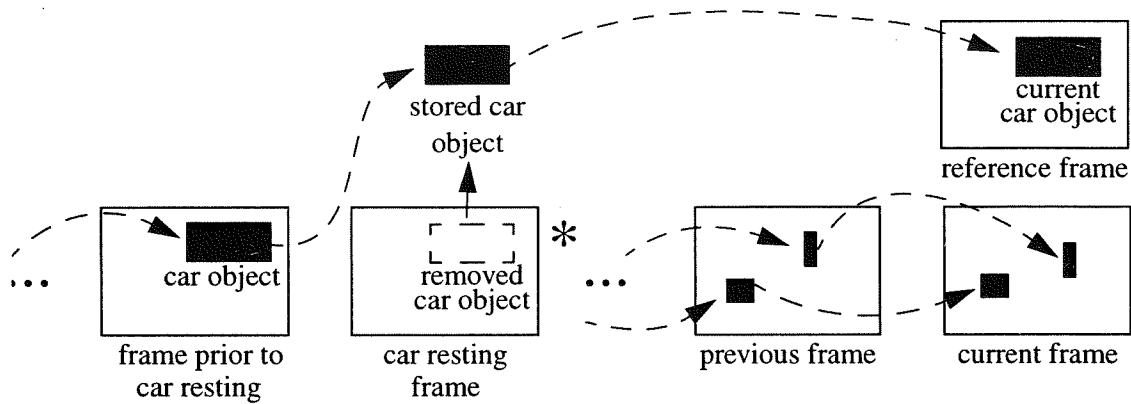 stored car
object
current
car object
reference frame
car object
removed
car object
*
...
...
frame prior to
car resting
car resting
frame
previous frame
current frame